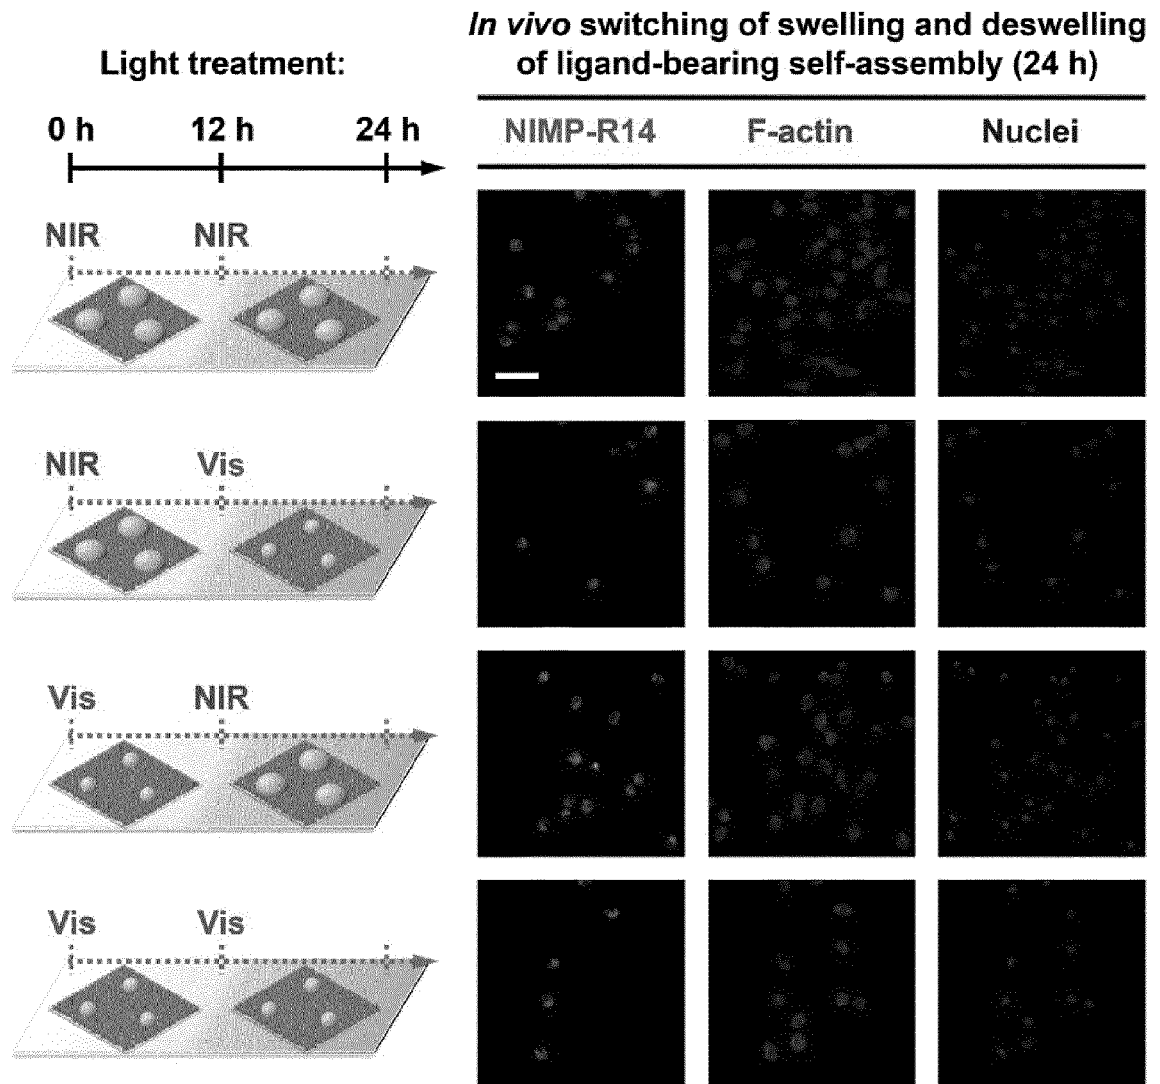 In vivo switching of swelling and deswelling
of ligand-bearing self-assembly (24 h)
Light treatment:
0 h 12 h 24 h
NIMP-R14 F-actin Nuclei
NIR NIR
NIR Vis
Vis NIR
Vis Vis